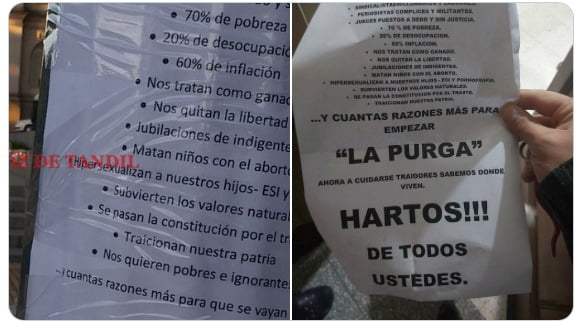 • 70% de pobreza
• 20% de desocupació
• 60% de inflación
• Nos tratan como ganad
• Nos quitan la libertad
• Jubilaciones de indigente
• Matan niños con el abort
DE TANDIL
Hipersexualizan a nuestros hijos- ESI y
• Subvierten los valores natural
• Se pasan la constitución por el tr
• Traicionan nuestra patria
• Nos quieren pobres e ignorante
...y cuantas razones más para que se vayan
• PERIODISTAS COMPLICES Y MILITANTES.
JUECES PUESTOS A DEDO Y SIN JUSTICIA.
• 70 % DE POBREZA.
• 20% DE DESOCUPACION.
• 60% INFLACION.
• NOS TRATAN COMO GANADO.
• NOS QUITAN LA LIBERTAD.
• JUBILACIONES DE INDIGENTES.
• MATAN NIÑOS CON EL ABORTO.
• HIPERSEXUALIZAN A NUESTROS HIJOS - ESI Y PORNOGRAFIA.
• SUBVIERTEN LOS VALORES NATURALES.
• SE PASAN LA CONSTITUCION POR EL TRASTO.
• TRAICIONAN NUESTRA PATRIA.
...Y CUANTAS RAZONES MÁS PARA
EMPEZAR
“LA PURGA”
AHORA A CUIDARSE TRAIDORES SABEMOS DONDE
VIVEN.
HARTOS!!!
DE TODOS
USTEDES.